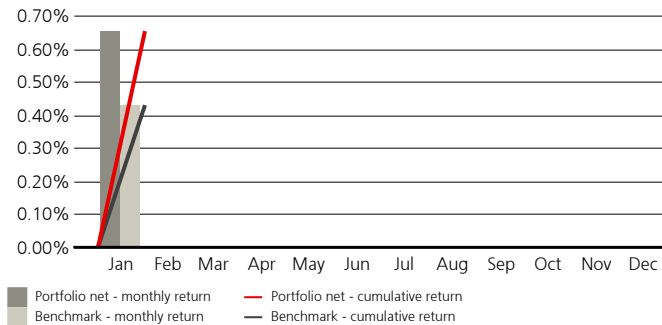 0.70%
0.60%
0.50%
0.40%
0.30%
0.20%
0.10%
0.00%
Jan Feb Mar Apr May Jun Jul Aug Sep Oct Nov Dec
Portfolio net - monthly return Portfolio net - cumulative return
Benchmark - monthly return Benchmark - cumulative return